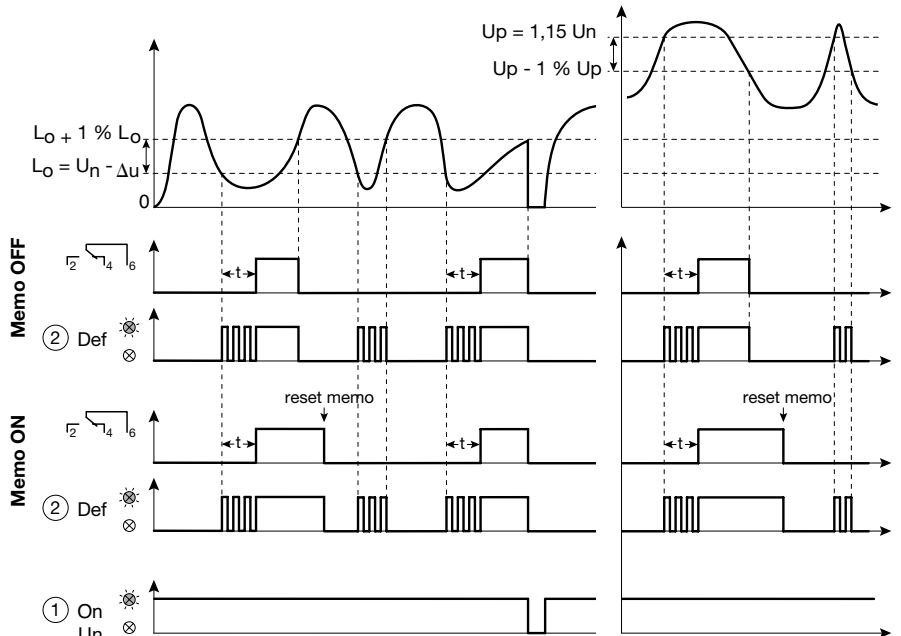 Up = 1,15 Un
Up - 1 % Up
Lo + 1 % Lo
Lo = Un - Δu
0
Memo OFF
2 4 6
t t t
② Def
Memo ON
reset memo reset memo
2 4 6
t t t
② Def
① On
Un